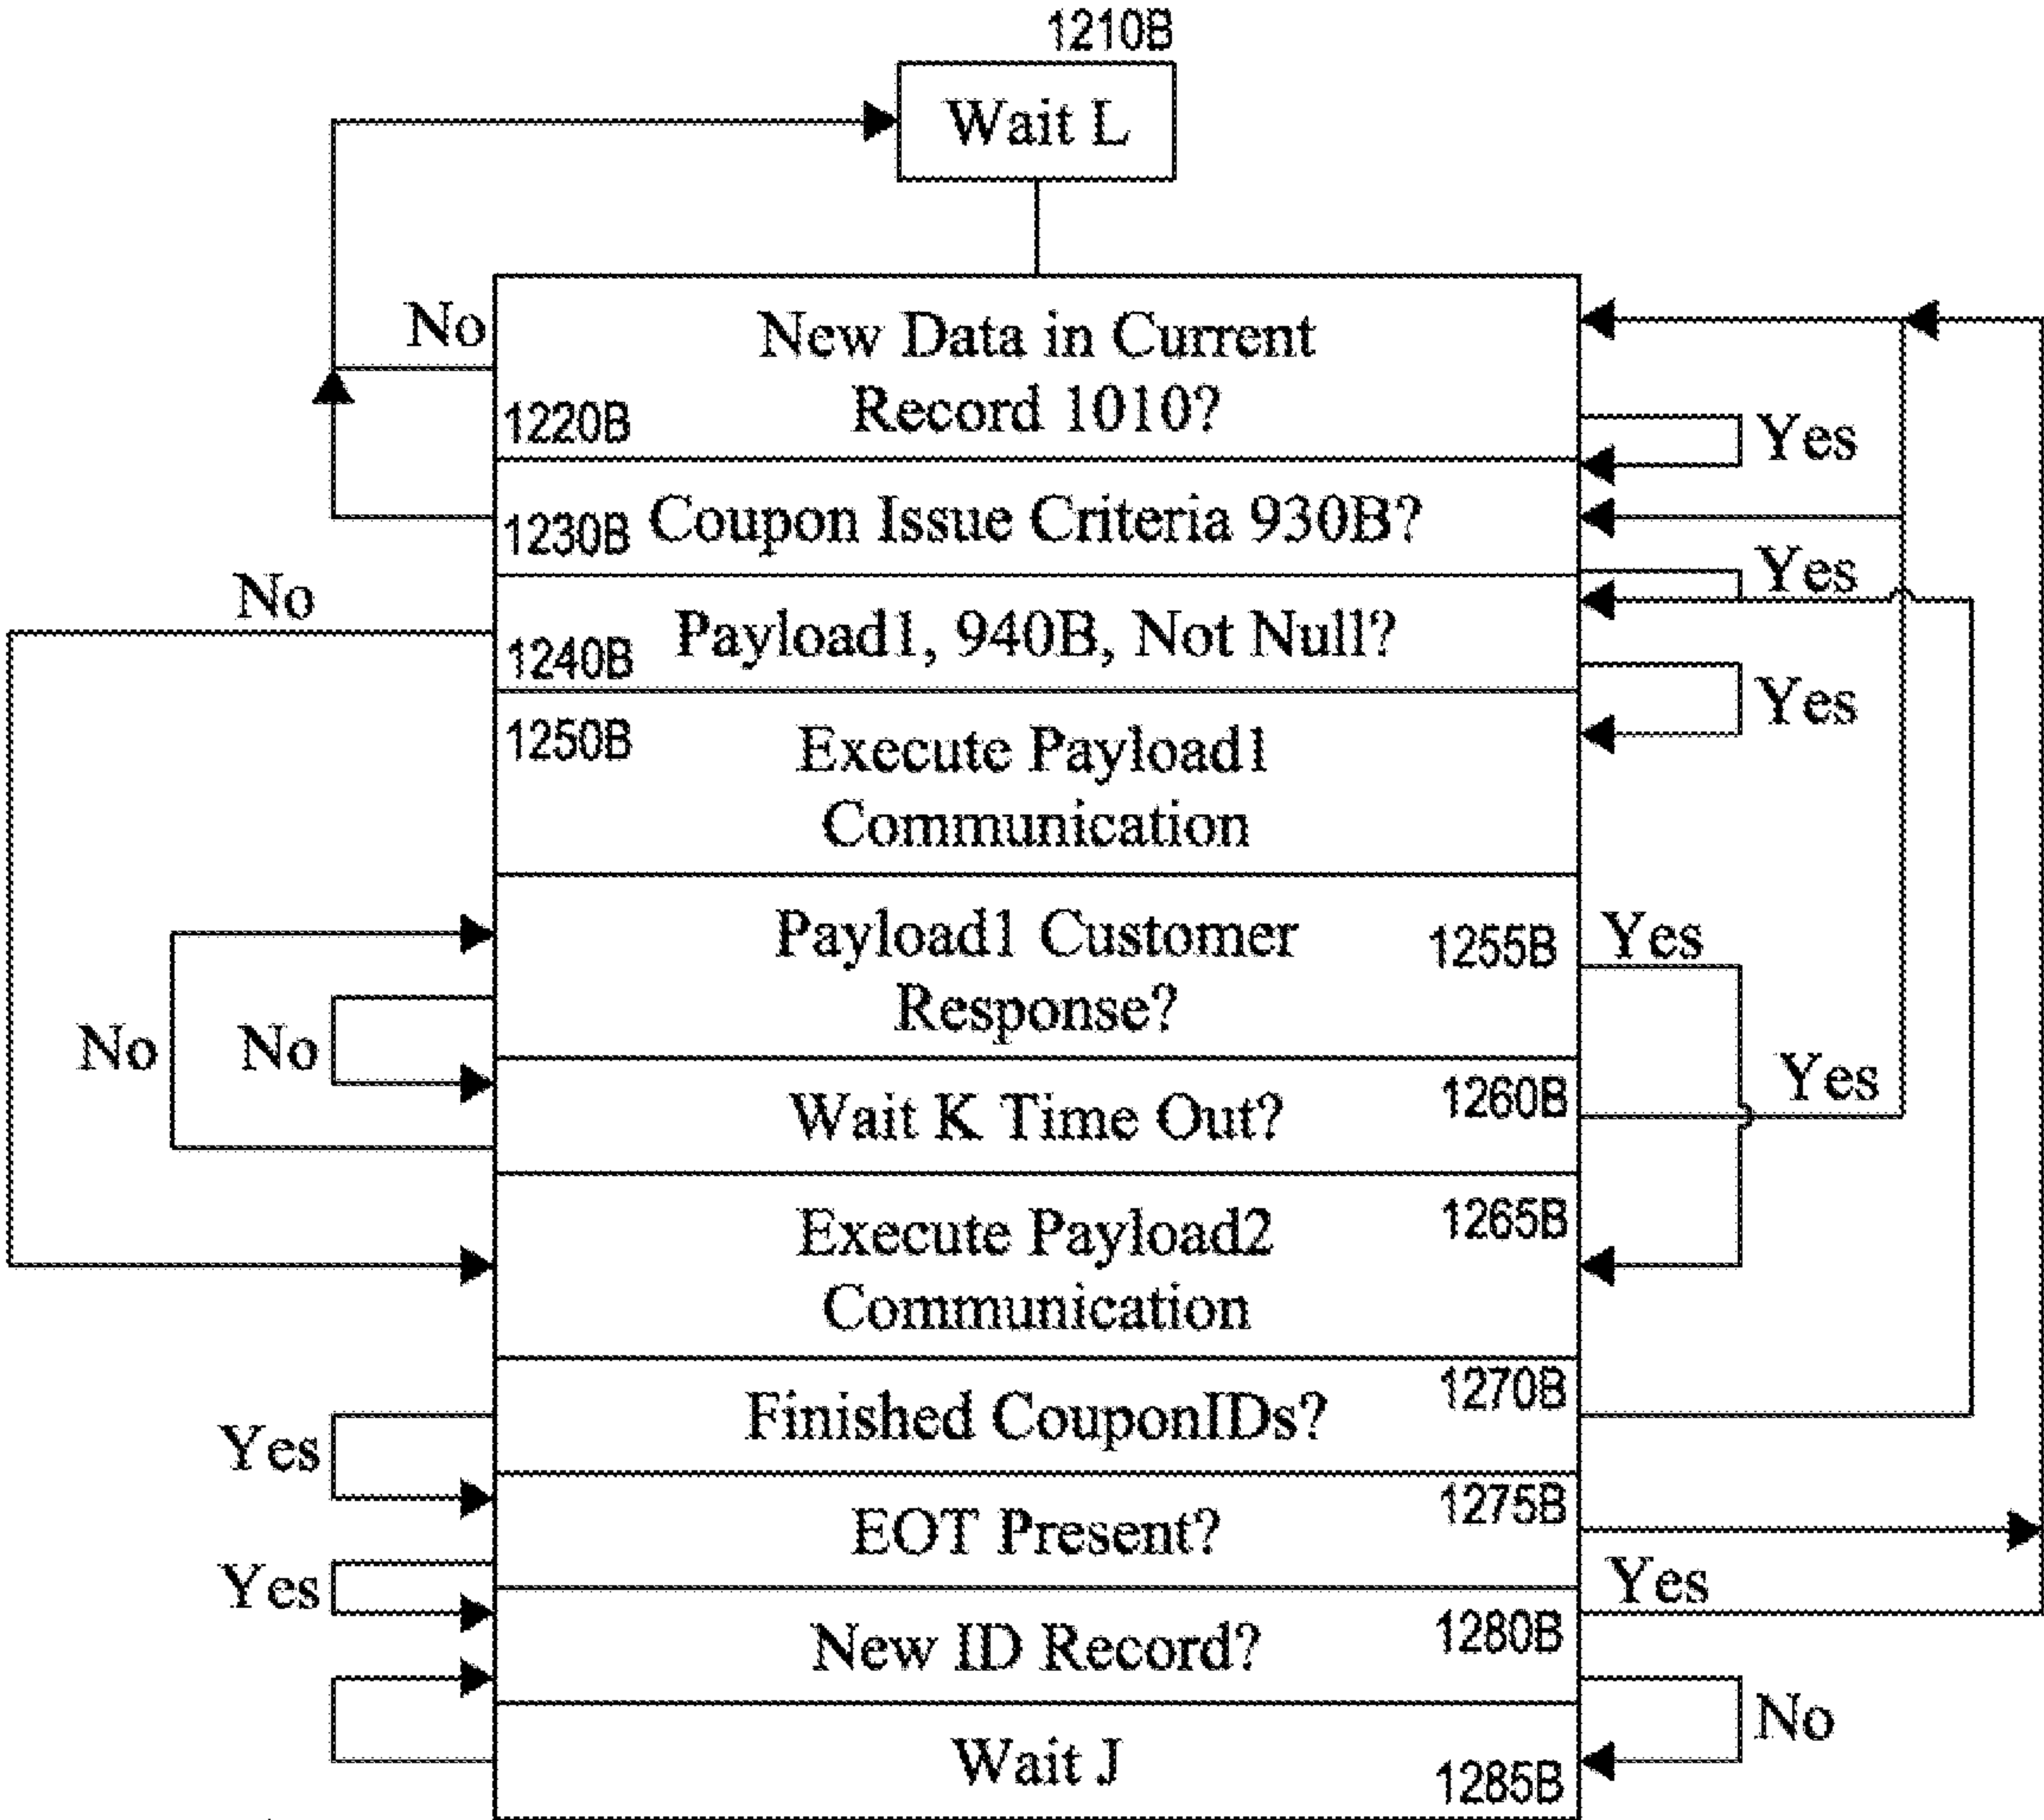 1210B
Wait L
No
New Data in Current
Record 1010?
1220B
Yes
1230B
Coupon Issue Criteria 930B?
Yes
No
1240B
Payload1, 940B, Not Null?
Yes
1250B
Execute Payload1
Communication
Payload1 Customer
Response?
1255B
Yes
No
No
Wait K Time Out?
1260B
Yes
Execute Payload2
Communication
1265B
Finished CouponIDs?
1270B
Yes
EOT Present?
1275B
Yes
New ID Record?
1280B
Yes
No
Wait J
1285B